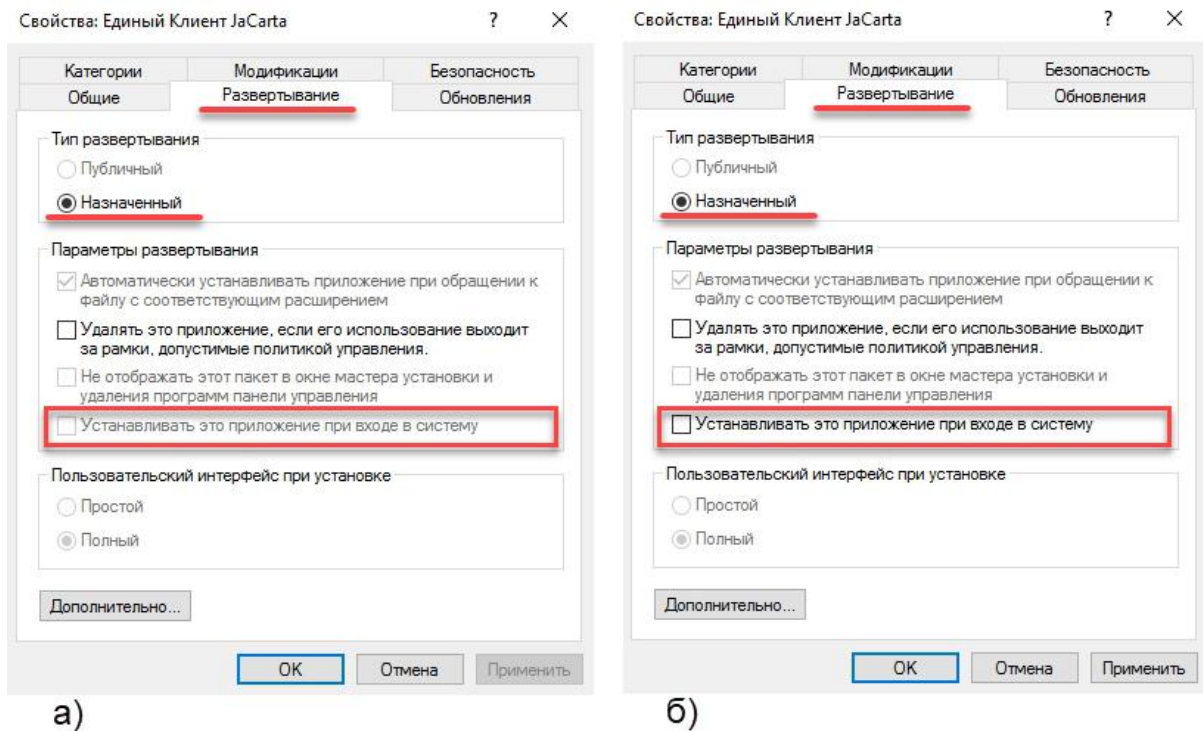 Свойства: Единый Клиент JaCarta
Категории Модификации Безопасность
Общие Развертывание Обновления
Тип развертывания
Публичный
Назначенный
Параметры развертывания
Автоматически устанавливать приложение при обращении к
файлу с соответствующим расширением
Удалять это приложение, если его использование выходит
за рамки, допустимые политикой управления.
Не отображать этот пакет в окне мастера установки и
удаления программ панели управления
Устанавливать это приложение при входе в систему
Пользовательский интерфейс при установке
Простой
Полный
Дополнительно...
ОК Отмена Применить
а)
Свойства: Единый Клиент JaCarta
Категории Модификации Безопасность
Общие Развертывание Обновления
Тип развертывания
Публичный
Назначенный
Параметры развертывания
Автоматически устанавливать приложение при обращении к
файлу с соответствующим расширением
Удалять это приложение, если его использование выходит
за рамки, допустимые политикой управления.
Не отображать этот пакет в окне мастера установки и
удаления программ панели управления
Устанавливать это приложение при входе в систему
Пользовательский интерфейс при установке
Простой
Полный
Дополнительно...
ОК Отмена Применить
б)